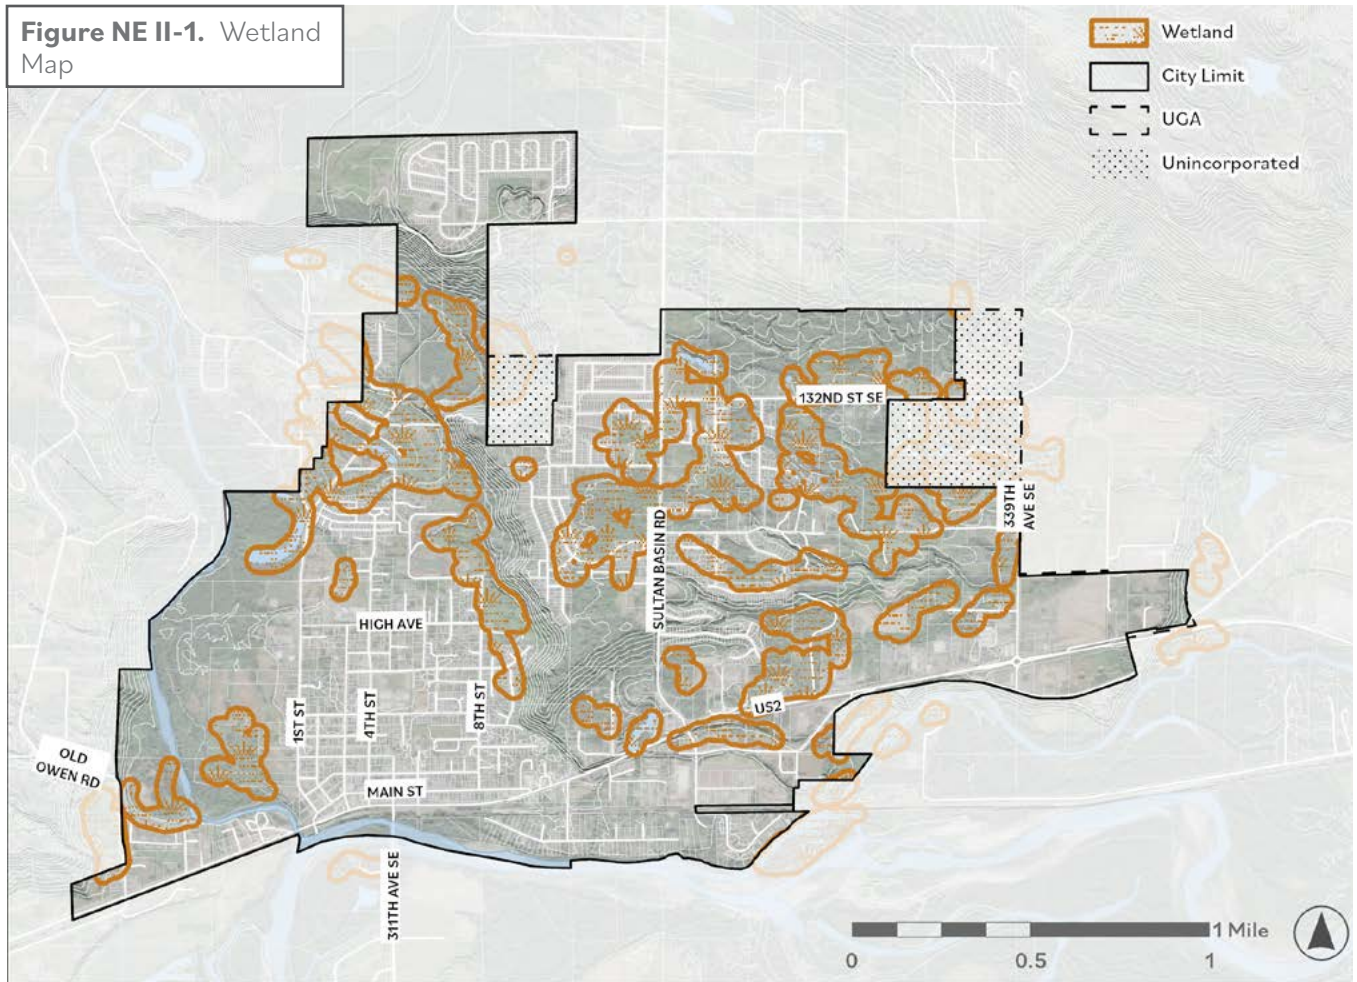 Figure NE II-1. Wetland
Map
Wetland
City Limit
UGA
Unincorporated
132ND ST SE
339TH
AVE SE
SULTAN BASIN RD
HIGH AVE
1ST ST
4TH ST
8TH ST
US2
OLD
OWEN RD
MAIN ST
311TH AVE SE
1 Mile
0
0.5
1